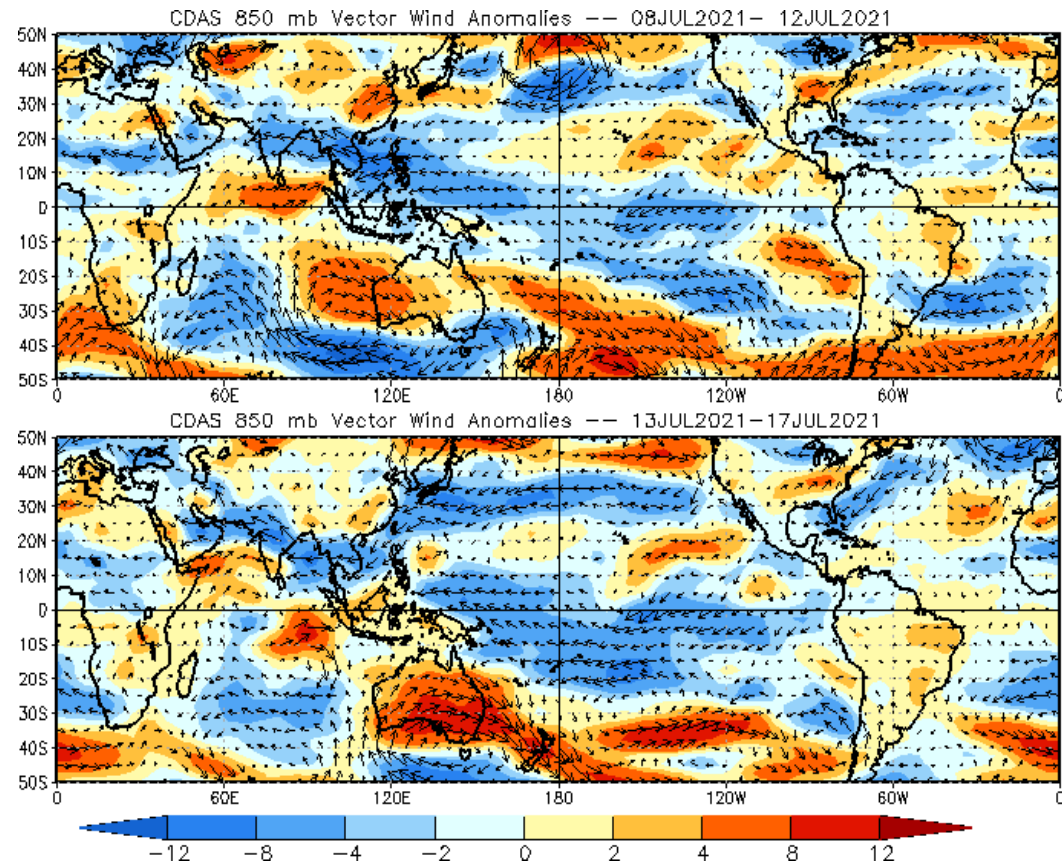 CDAS 850 mb Vector Wind Anomalies -- 08JUL2021- 12JUL2021
50N
40N
30N
20N
10N
0
10S
20S
30S
40S
50S
0 60E 120E 180 120W 60W 0
CDAS 850 mb Vector Wind Anomalies -- 13JUL2021-17JUL2021
50N
40N
30N
20N
10N
0
10S
20S
30S
40S
50S
0 60E 120E 180 120W 60W 0
-12 -8 -4 -2 0 2 4 8 12